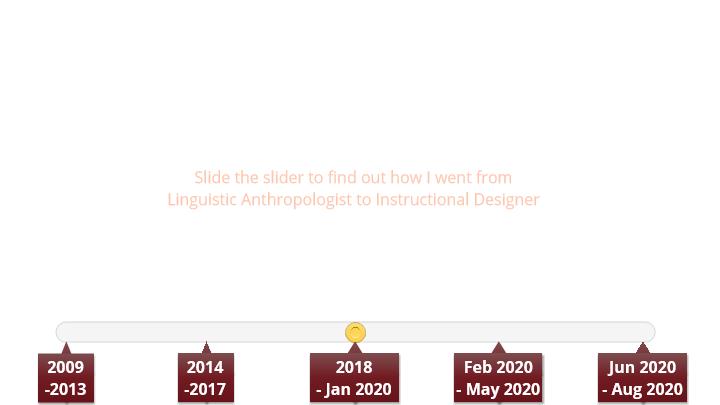 Slide the slider to find out how I went from
Linguistic Anthropologist to Instructional Designer
2009
-2013
2014
-2017
2018
- Jan 2020
Feb 2020
- May 2020
Jun 2020
- Aug 2020